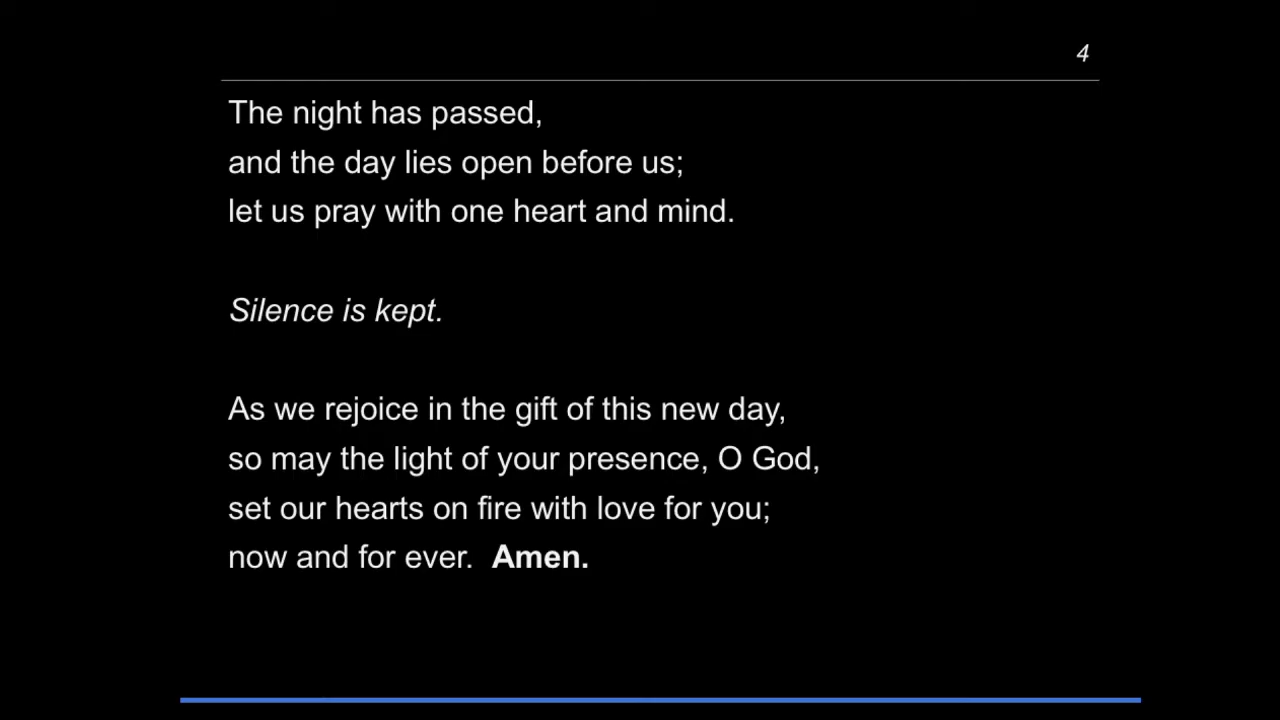 4
The night has passed,
and the day lies open before us;
let us pray with one heart and mind.
Silence is kept.
As we rejoice in the gift of this new day,
so may the light of your presence, O God,
set our hearts on fire with love for you;
now and for ever. Amen.